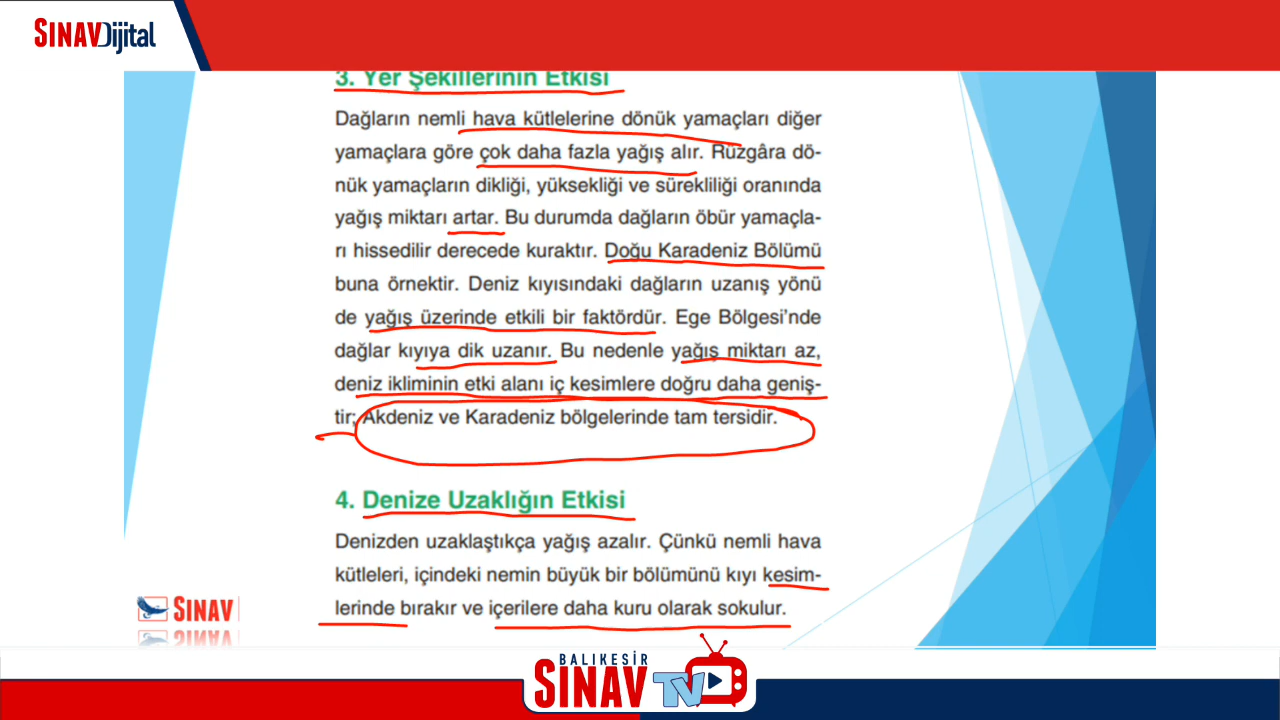 SINAVDijital
3. Yer Şekillerinin Etkisi
Dağların nemli hava kütlelerine dönük yamaçları diğer
yamaçlara göre çok daha fazla yağış alır. Rüzgâra dö-
nük yamaçların dikliği, yüksekliği ve sürekliliği oranında
yağış miktarı artar. Bu durumda dağların öbür yamaçla-
rı hissedilir derecede kuraktır. Doğu Karadeniz Bölümü
buna örnektir. Deniz kıyısındaki dağların uzanış yönü
de yağış üzerinde etkili bir faktördür. Ege Bölgesi'nde
dağlar kıyıya dik uzanır. Bu nedenle yağış miktarı az,
deniz ikliminin etki alanı iç kesimlere doğru daha geniş-
tir; Akdeniz ve Karadeniz bölgelerinde tam tersidir.
4. Denize Uzaklığın Etkisi
Denizden uzaklaştıkça yağış azalır. Çünkü nemli hava
kütleleri, içindeki nemin büyük bir bölümünü kıyı kesim-
lerinde bırakır ve içerilere daha kuru olarak sokulur.
SINAV
BALIKESİR
SINAV TV